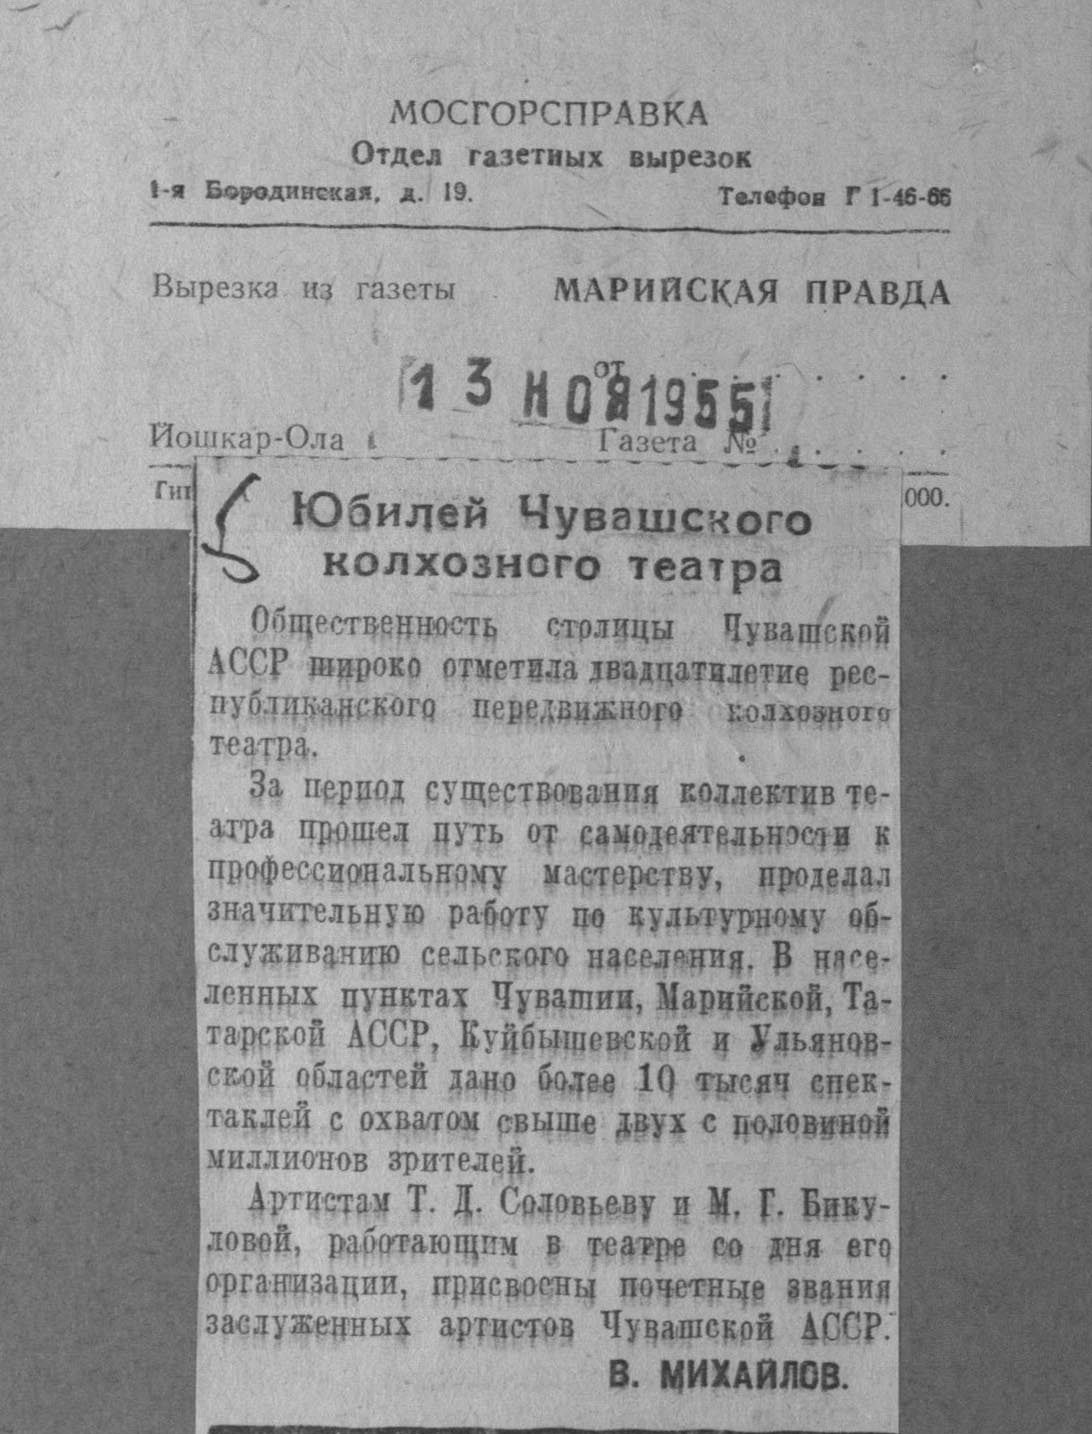 МОСГОРСПРАВКА
Отдел газетных вырезок
1-я Бородинская, д. 19. Телефон Г 1-46-66
Вырезка из газеты МАРИЙСКАЯ ПРАВДА
от . . . . . .
13 НОЯ 1955
Йошкар-Ола Газета № . . . . .
000.
Юбилей Чувашского
колхозного театра
Общественность столицы Чувашской
АССР широко отметила двадцатилетие рес-
публиканского передвижного колхозного
театра.
За период существования коллектив те-
атра прошел путь от самодеятельности к
профессиональному мастерству, проделал
значительную работу по культурному об-
служиванию сельского населения. В насе-
ленных пунктах Чувашии, Марийской, Та-
тарской АССР, Куйбышевской и Ульянов-
ской областей дано более 10 тысяч спек-
таклей с охватом свыше двух с половиной
миллионов зрителей.
Артистам Т. Д. Соловьеву и М. Г. Бику-
ловой, работающим в театре со дня его
организации, присвоены почетные звания
заслуженных артистов Чувашской АССР.
В. МИХАЙЛОВ.